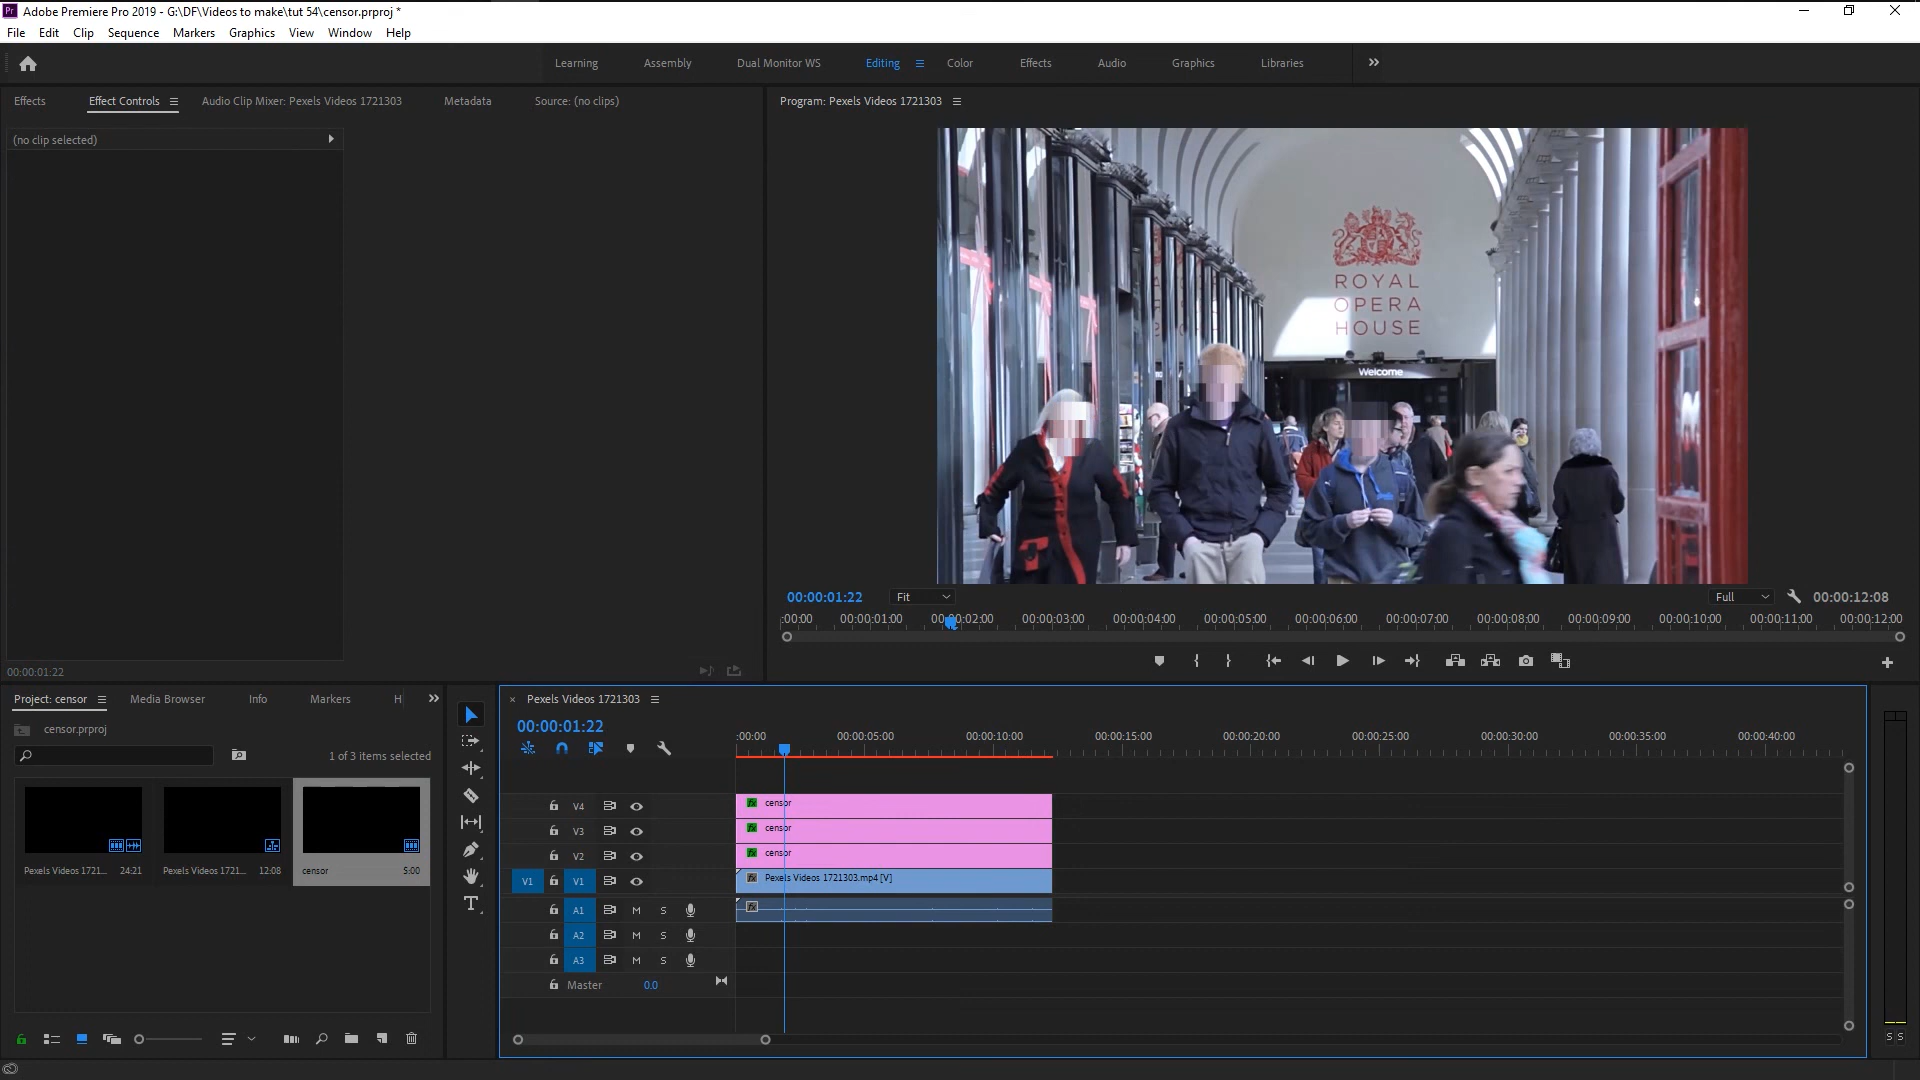 Adobe Premiere Pro 2019 - G:\DF\Videos to make\tut 54\censor.prproj *
File Edit Clip Sequence Markers Graphics View Window Help
Learning Assembly Dual Monitor WS Editing Color Effects Audio Graphics Libraries
Effects Effect Controls Audio Clip Mixer: Pexels Videos 1721303 Metadata Source: (no clips)
(no clip selected)
00:00:01:22
Program: Pexels Videos 1721303
ROYAL
OPERA
HOUSE
Welcome
00:00:01:22 Fit Full 00:00:12:08
:00:00 00:00:01:00 00:00:02:00 00:00:03:00 00:00:04:00 00:00:05:00 00:00:06:00 00:00:07:00 00:00:08:00 00:00:09:00 00:00:10:00 00:00:11:00 00:00:12:00
Project: censor Media Browser Info Markers H
censor.prproj
1 of 3 items selected
Pexels Videos 1721... 24:21
Pexels Videos 1721... 12:08
censor 5:00
Pexels Videos 1721303
00:00:01:22
:00:00 00:00:05:00 00:00:10:00 00:00:15:00 00:00:20:00 00:00:25:00 00:00:30:00 00:00:35:00 00:00:40:00
V4 fx censor
V3 fx censor
V2 fx censor
V1 V1 fx Pexels Videos 1721303.mp4 [V]
A1 M S fx
A2 M S
A3 M S
Master 0.0
S S